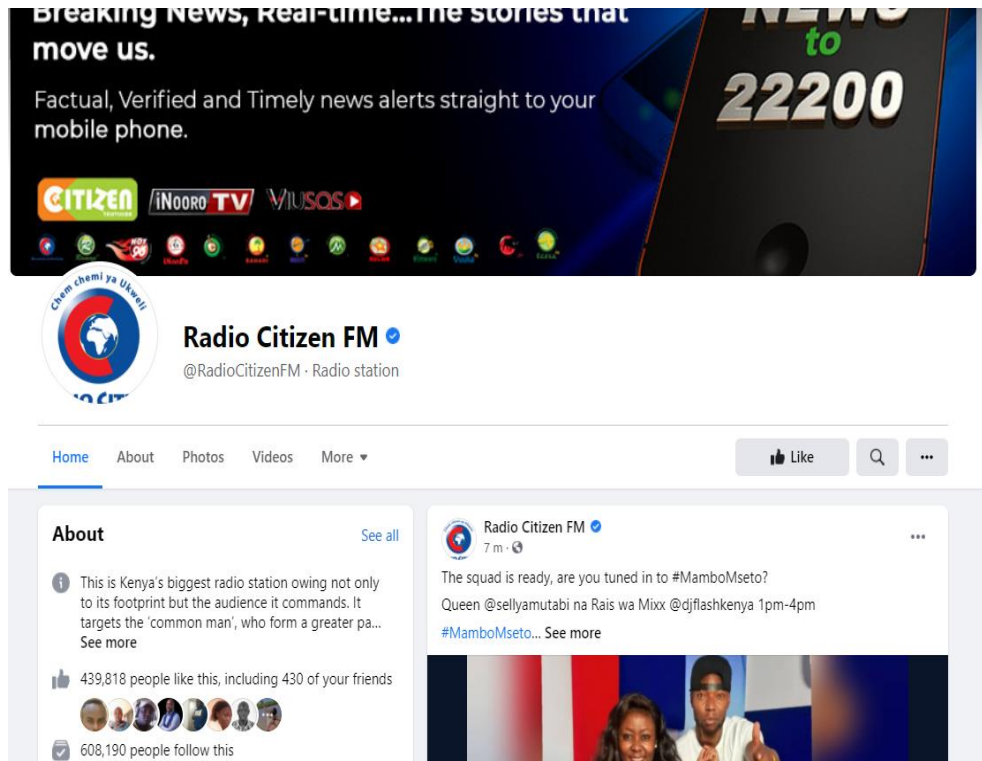 Breaking News, Real-time...The stories that
move us.
Factual, Verified and Timely news alerts straight to your
mobile phone.
NEWS
to
22200
CITIZEN
iNOORO TV VIUSASA
HOT 96
Chem chemi ya Ukweli
Radio Citizen FM
@RadioCitizenFM · Radio station
Home About Photos Videos More
Like
About See all
This is Kenya's biggest radio station owing not only
to its footprint but the audience it commands. It
targets the 'common man', who form a greater pa...
See more
439,818 people like this, including 430 of your friends
608,190 people follow this
Radio Citizen FM
7 m ·
The squad is ready, are you tuned in to #MamboMseto?
Queen @sellyamutabi na Rais wa Mixx @djflashkenya 1pm-4pm
#MamboMseto... See more